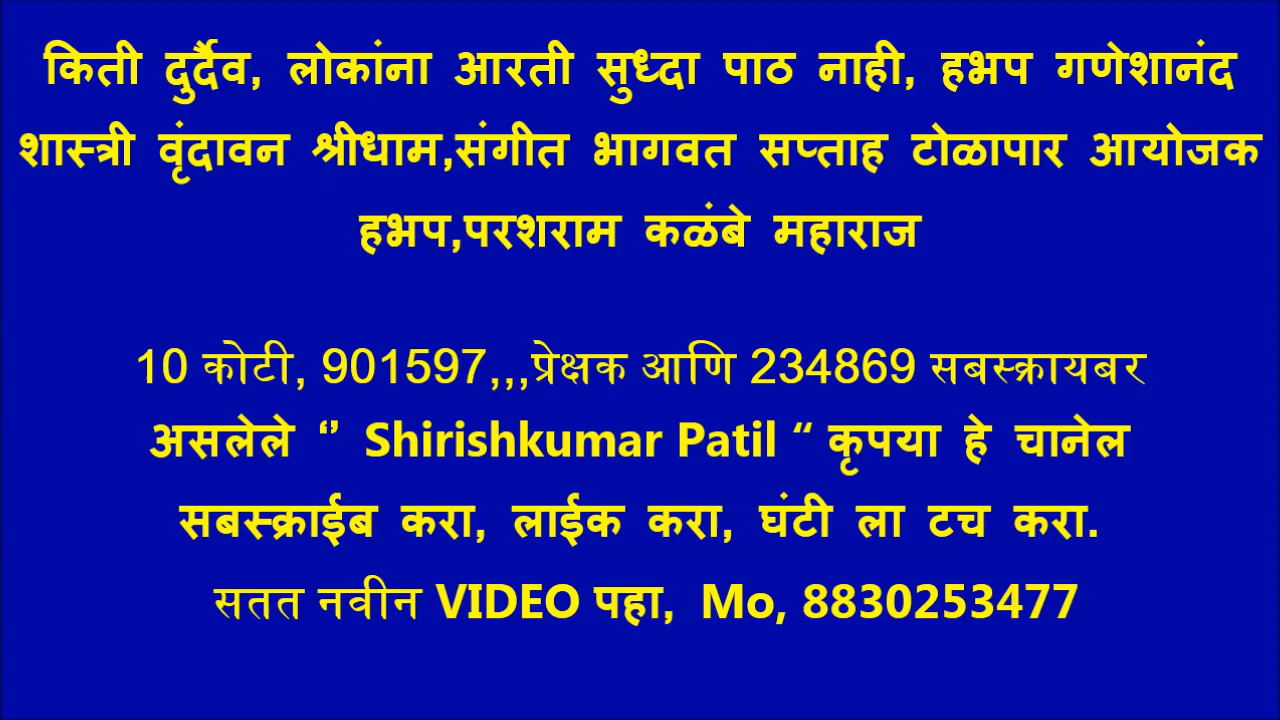 किती दुर्दैव, लोकांना आरती सुध्दा पाठ नाही, हभप गणेशानंद
शास्त्री वृंदावन श्रीधाम,संगीत भागवत सप्ताह टोळापार आयोजक
हभप,परशराम कळंबे महाराज
10 कोटी, 901597,,,प्रेक्षक आणि 234869 सबस्क्रायबर
असलेले ‘’ Shirishkumar Patil “ कृपया हे चानेल
सबस्क्राईब करा, लाईक करा, घंटी ला टच करा.
सतत नवीन VIDEO पहा, Mo, 8830253477